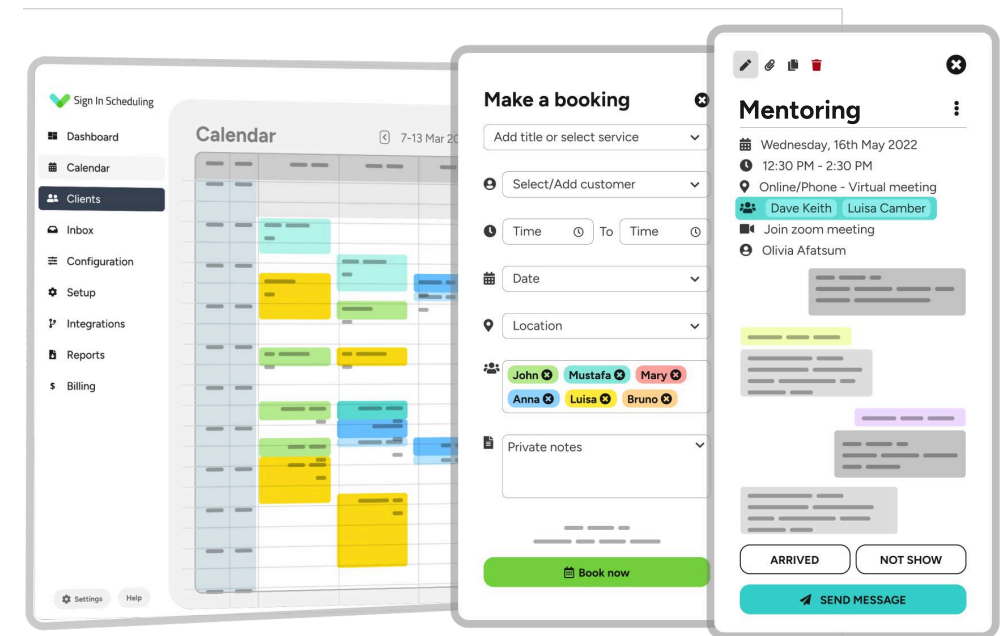 Sign In Scheduling
Dashboard
Calendar
Clients
Inbox
Configuration
Setup
Integrations
Reports
$ Billing
Settings
Help
Calendar
7-13 Mar
Make a booking
Add title or select service
Select/Add customer
Time To Time
Date
Location
John Mustafa Mary
Anna Luisa Bruno
Private notes
Book now
Mentoring
Wednesday, 16th May 2022
12:30 PM - 2:30 PM
Online/Phone - Virtual meeting
Dave Keith Luisa Camber
Join zoom meeting
Olivia Afatsum
ARRIVED
NOT SHOW
SEND MESSAGE